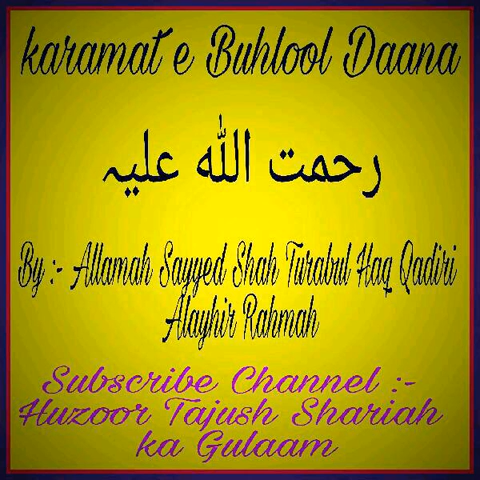 karamat e Buhlool Daana
رحمت الله علیہ
By :- Allamah Sayyed Shah Turabul Haq Qadiri
Alayhir Rahmah
Subscribe Channel :-
Huzoor Tajush Shariah
ka Gulaam